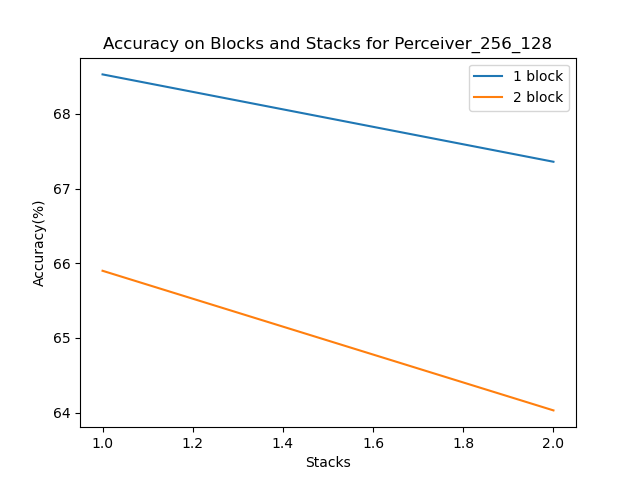 Accuracy on Blocks and Stacks for Perceiver_256_128
1 block
2 block
68
67
66
65
64
Accuracy(%)
1.0 1.2 1.4 1.6 1.8 2.0
Stacks